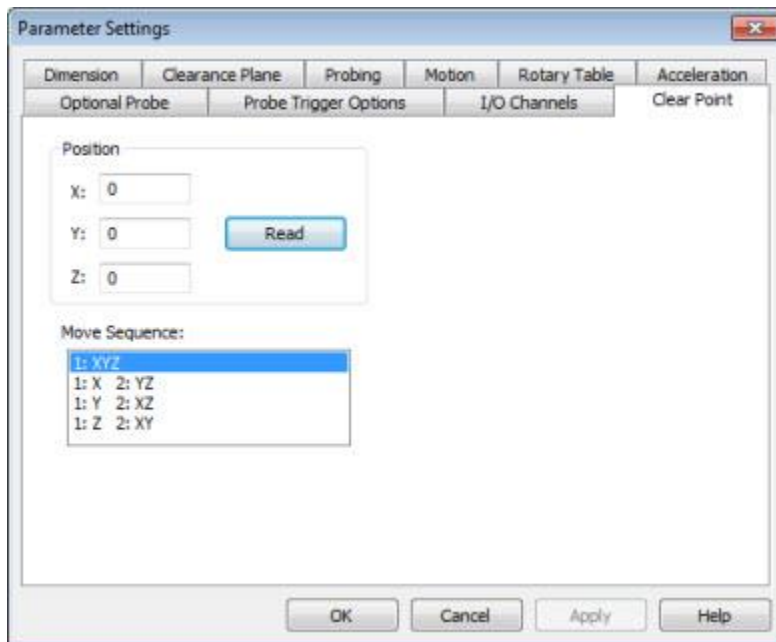 Parameter Settings
Dimension Clearance Plane Probing Motion Rotary Table Acceleration
Optional Probe Probe Trigger Options I/O Channels Clear Point
Position
X: 0
Y: 0 Read
Z: 0
Move Sequence:
1: XYZ
1: X 2: YZ
1: Y 2: XZ
1: Z 2: XY
OK Cancel Apply Help